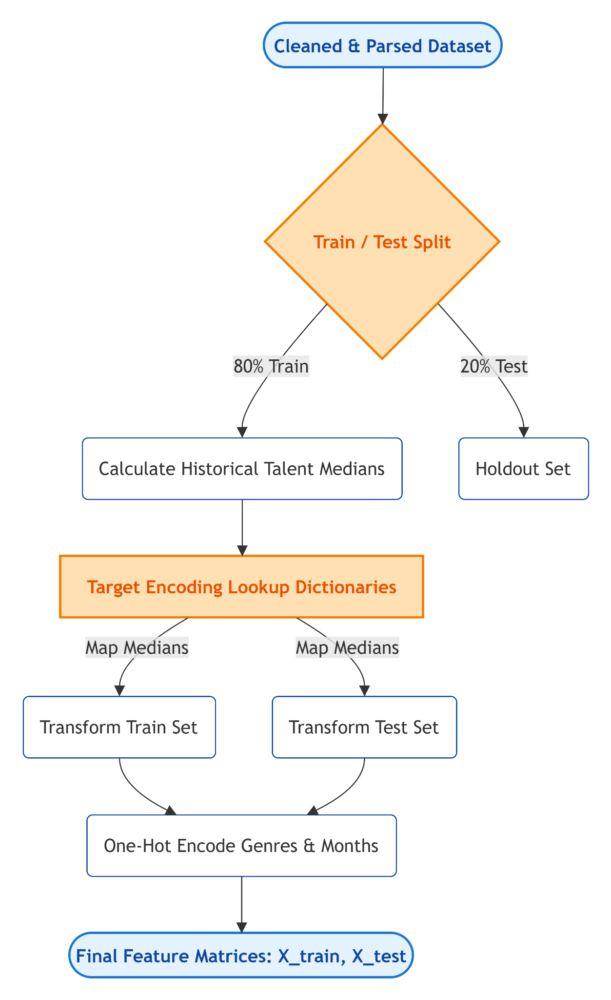 Cleaned & Parsed Dataset
Train / Test Split
80% Train
20% Test
Calculate Historical Talent Medians
Holdout Set
Target Encoding Lookup Dictionaries
Map Medians
Map Medians
Transform Train Set
Transform Test Set
One-Hot Encode Genres & Months
Final Feature Matrices: X_train, X_test